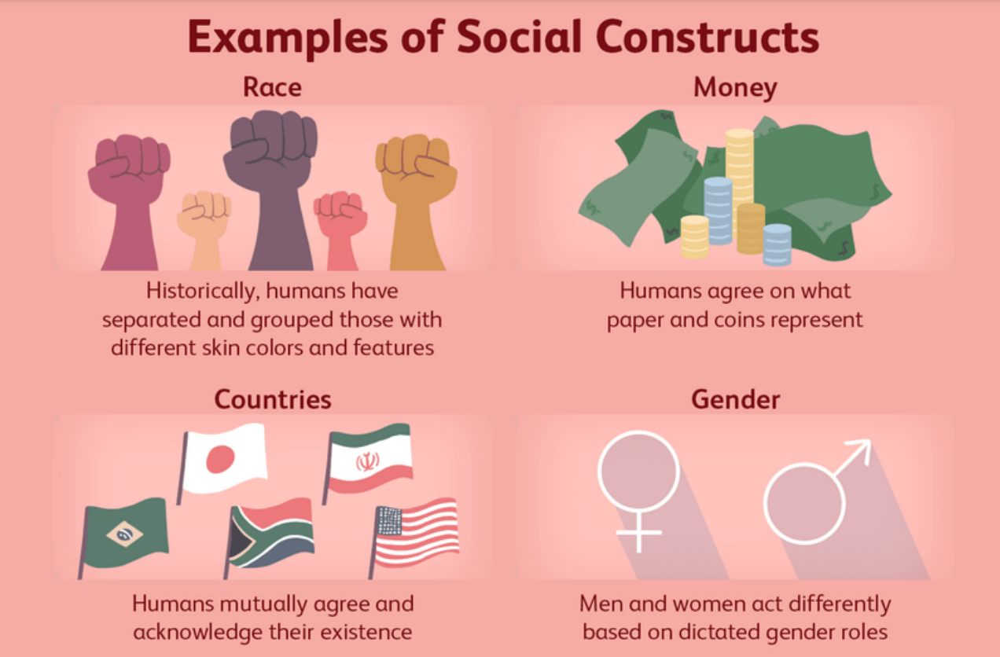 Examples of Social Constructs
Race
Historically, humans have
separated and grouped those with
different skin colors and features
Money
Humans agree on what
paper and coins represent
Countries
Humans mutually agree and
acknowledge their existence
Gender
Men and women act differently
based on dictated gender roles